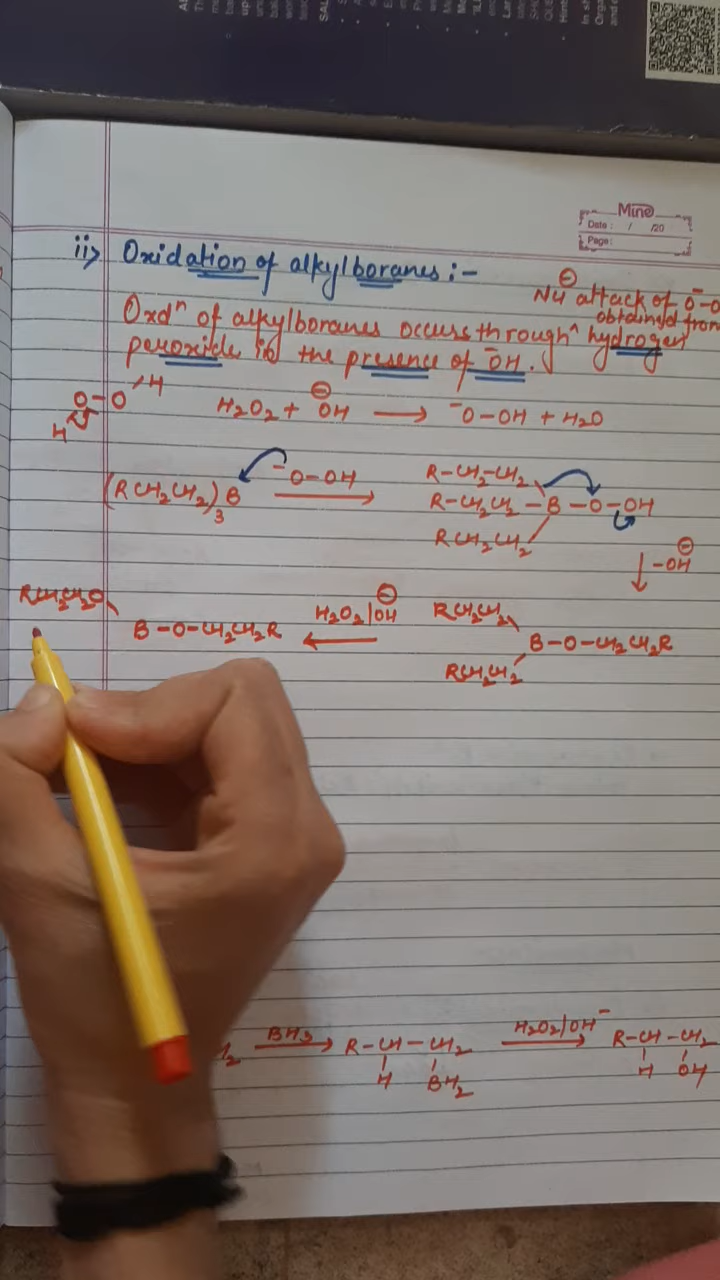 Mine
Date : / /20
Page:
ii> Oxidation of alkylboranes :-
Nu⊖ attack of ⁻O-O
obtained from
Oxdⁿ of alkylboranes occurs through ^ hydrogen
peroxide in the presence of ⁻OH.
H O-O H
H₂O₂ + ⊖OH ⟶ ⁻O-OH + H₂O
(RCH₂CH₂)₃B ⁻O-OH ⟶
R-CH₂-CH₂
R-CH₂CH₂-B-O-OH
RCH₂CH₂
↓ -OH⊖
RCH₂CH₂
B-O-CH₂CH₂R
RCH₂CH₂
H₂O₂/OH⊖ ⟵
RCH₂CH₂O
B-O-CH₂CH₂R
H₂ BH₃ ⟶ R-CH-CH₂ H₂O₂/OH⁻ ⟶ R-CH-CH₂
H BH₂ H OH